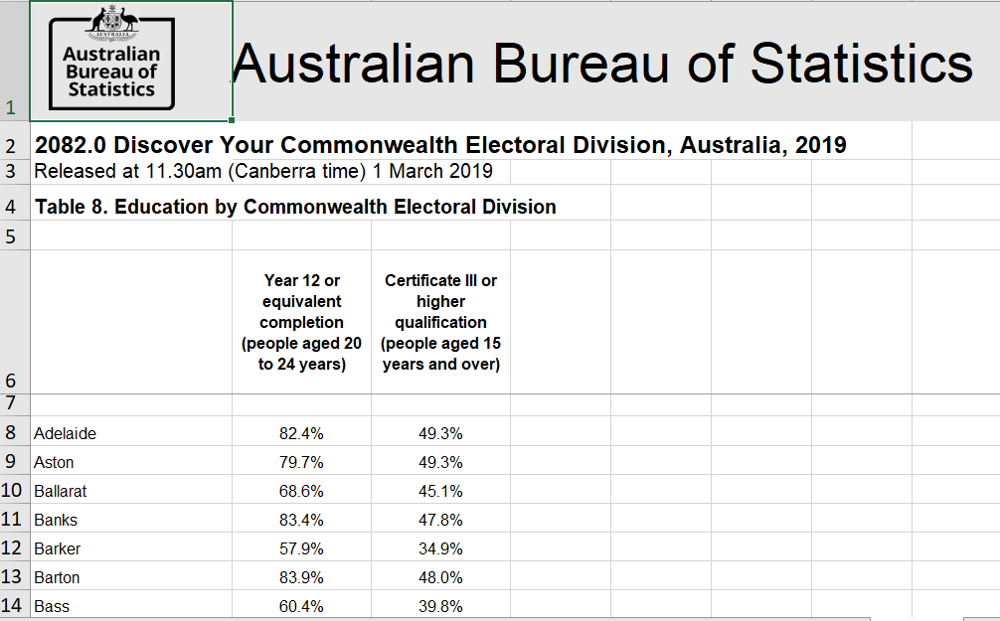 AUSTRALIA
Australian
Bureau of
Statistics
Australian Bureau of Statistics
1
2 2082.0 Discover Your Commonwealth Electoral Division, Australia, 2019
3 Released at 11.30am (Canberra time) 1 March 2019
4 Table 8. Education by Commonwealth Electoral Division
5
Year 12 or equivalent completion (people aged 20 to 24 years)
Certificate III or higher qualification (people aged 15 years and over)
6
7
8 Adelaide 82.4% 49.3%
9 Aston 79.7% 49.3%
10 Ballarat 68.6% 45.1%
11 Banks 83.4% 47.8%
12 Barker 57.9% 34.9%
13 Barton 83.9% 48.0%
14 Bass 60.4% 39.8%